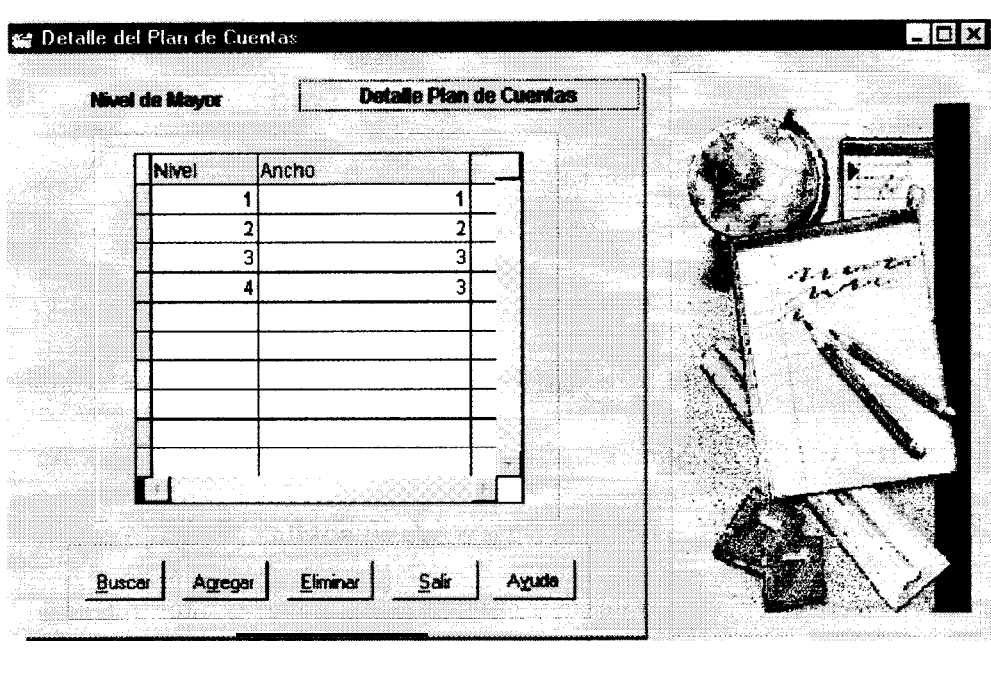 Detalle del Plan de Cuentas
Nivel de Mayor
Detalle Plan de Cuentas
Nivel Ancho
1 1
2 2
3 3
4 3
Buscar Agregar Eliminar Salir Ayuda